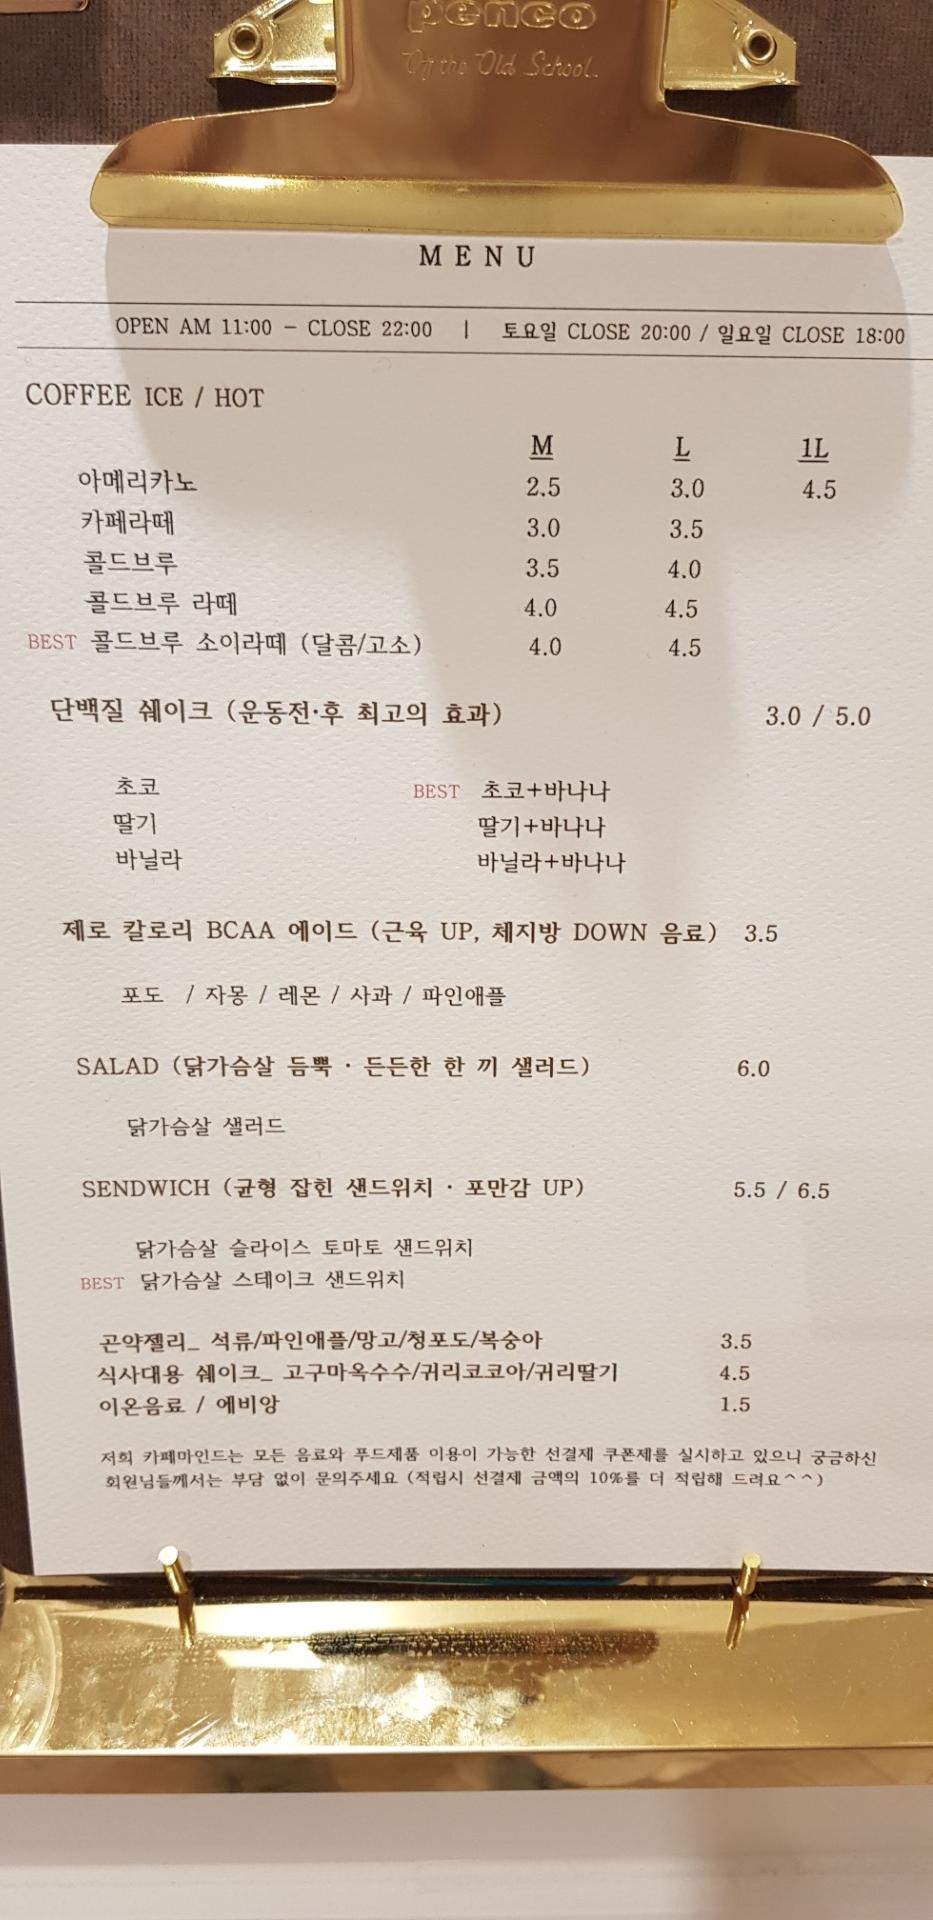 penco
Off the Old School.
MENU
OPEN AM 11:00 - CLOSE 22:00 | 토요일 CLOSE 20:00 / 일요일 CLOSE 18:00
COFFEE ICE / HOT
M L 1L
아메리카노 2.5 3.0 4.5
카페라떼 3.0 3.5
콜드브루 3.5 4.0
콜드브루 라떼 4.0 4.5
BEST 콜드브루 소이라떼 (달콤/고소) 4.0 4.5
단백질 쉐이크 (운동전·후 최고의 효과) 3.0 / 5.0
초코 BEST 초코+바나나
딸기 딸기+바나나
바닐라 바닐라+바나나
제로 칼로리 BCAA 에이드 (근육 UP, 체지방 DOWN 음료) 3.5
포도 / 자몽 / 레몬 / 사과 / 파인애플
SALAD (닭가슴살 듬뿍 · 든든한 한 끼 샐러드) 6.0
닭가슴살 샐러드
SENDWICH (균형 잡힌 샌드위치 · 포만감 UP) 5.5 / 6.5
닭가슴살 슬라이스 토마토 샌드위치
BEST 닭가슴살 스테이크 샌드위치
곤약젤리_ 석류/파인애플/망고/청포도/복숭아 3.5
식사대용 쉐이크_ 고구마옥수수/귀리코코아/귀리딸기 4.5
이온음료 / 에비앙 1.5
저희 카페마인드는 모든 음료와 푸드제품 이용이 가능한 선결제 쿠폰제를 실시하고 있으니 궁금하신
회원님들께서는 부담 없이 문의주세요 (적립시 선결제 금액의 10%를 더 적립해 드려요^^)